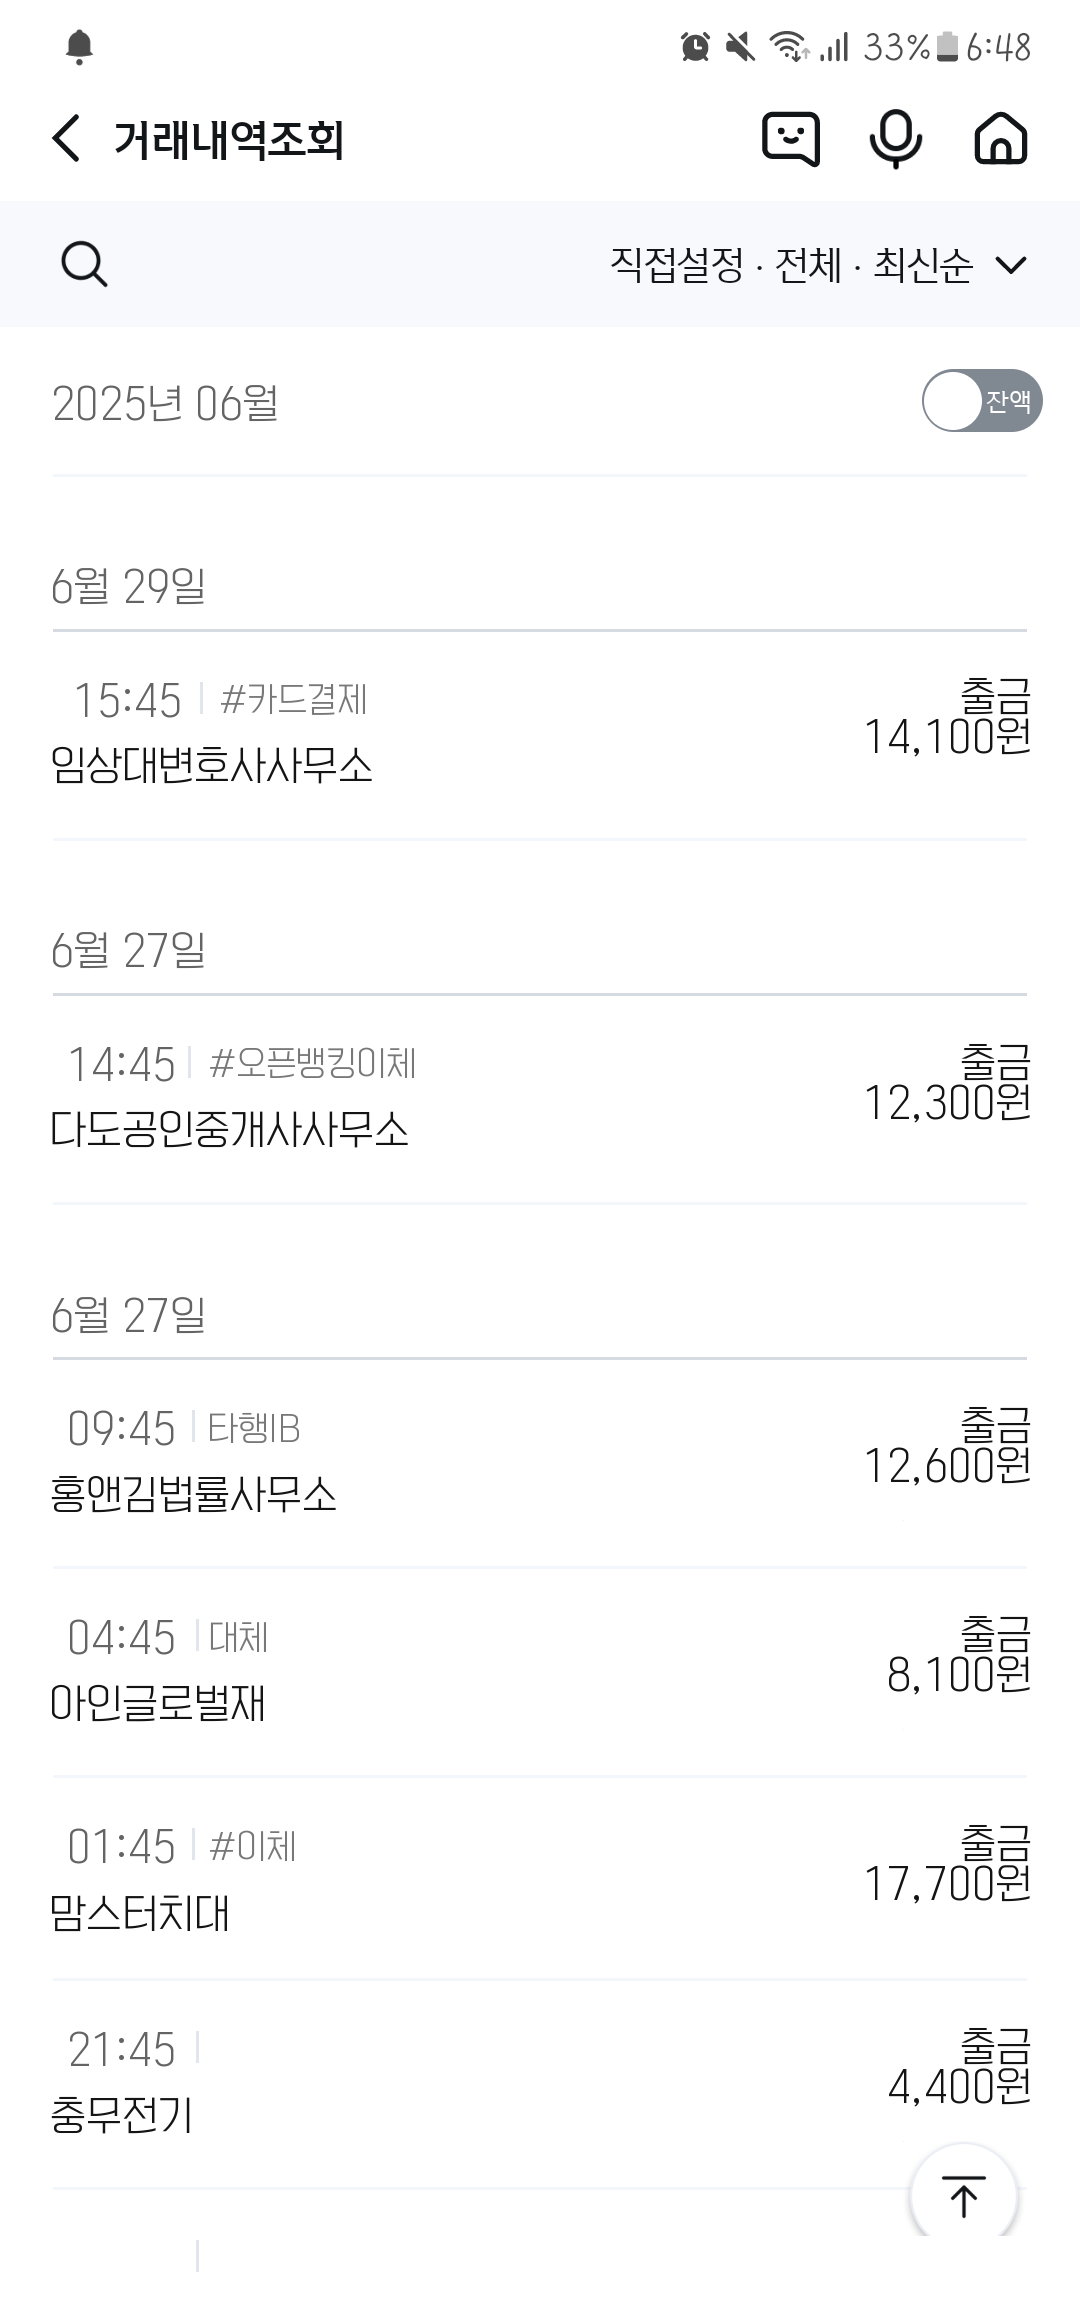 33% 6:48
거래내역조회
직접설정 · 전체 · 최신순
2025년 06월
잔액
6월 29일
15:45 #카드결제
출금
14,100원
임상대변호사사무소
6월 27일
14:45 #오픈뱅킹이체
출금
12,300원
다도공인중개사사무소
6월 27일
09:45 타행IB
출금
12,600원
홍앤김법률사무소
04:45 대체
출금
8,100원
아인글로벌재
01:45 #이체
출금
17,700원
맘스터치대
21:45
출금
4,400원
충무전기